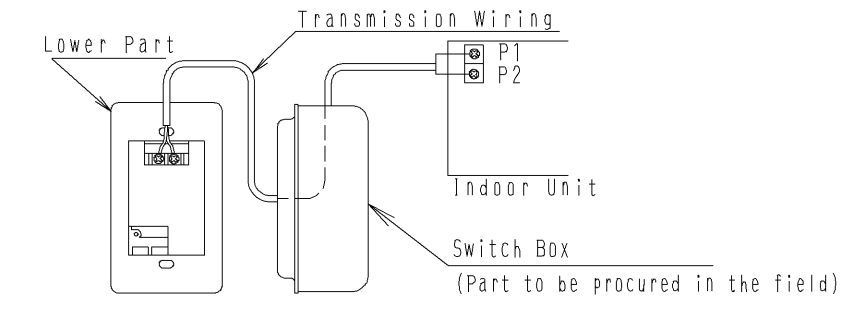 Transmission Wiring
Lower Part
P1
P2
Indoor Unit
Switch Box
(Part to be procured in the field)